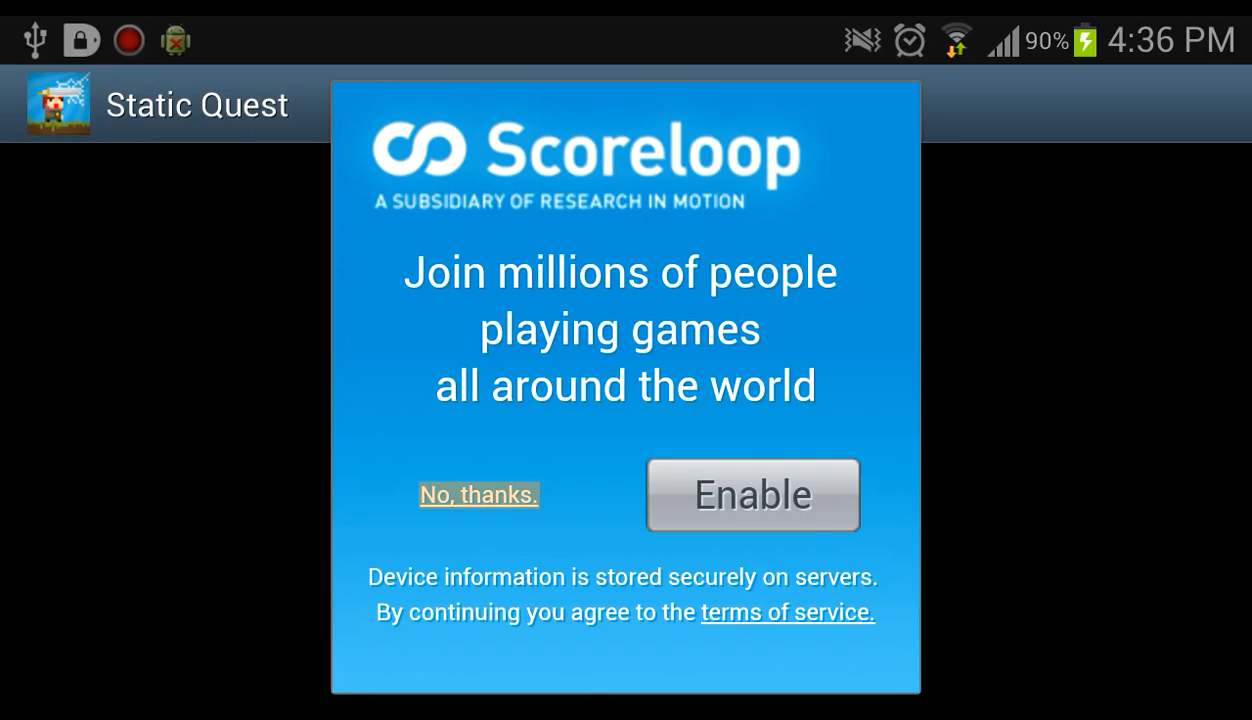 90% 4:36 PM
Static Quest
Scoreloop
A SUBSIDIARY OF RESEARCH IN MOTION
Join millions of people
playing games
all around the world
No, thanks.
Enable
Device information is stored securely on servers.
By continuing you agree to the terms of service.